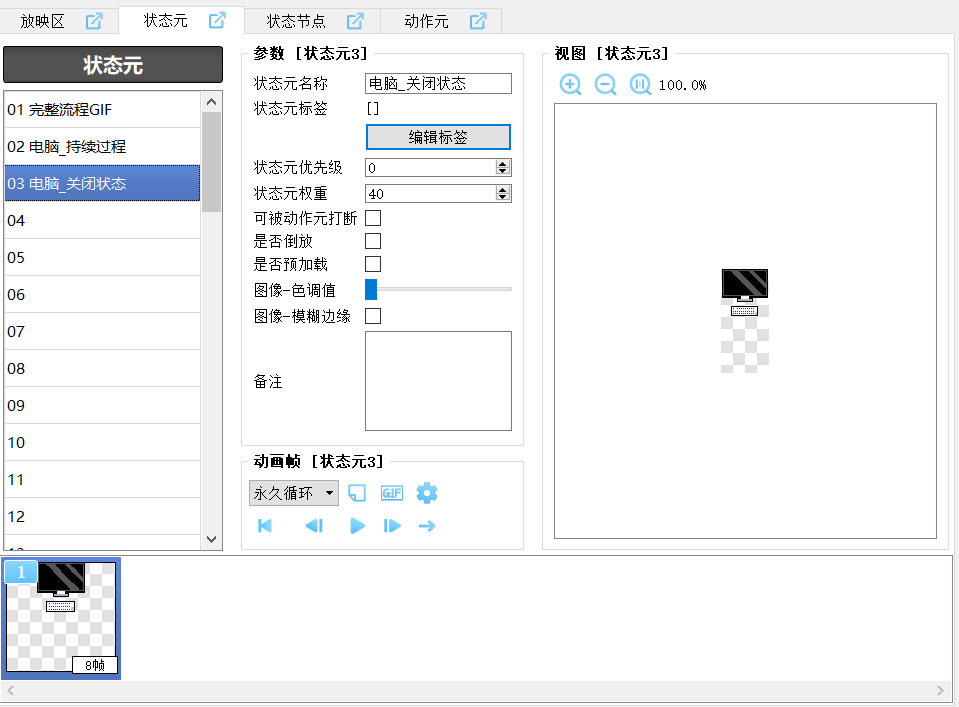 放映区
状态元
状态节点
动作元
状态元
01 完整流程GIF
02 电脑_持续过程
03 电脑_关闭状态
04
05
06
07
08
09
10
11
12
参数 [状态元3]
状态元名称
电脑_关闭状态
状态元标签
[]
编辑标签
状态元优先级
0
状态元权重
40
可被动作元打断
是否倒放
是否预加载
图像-色调值
图像-模糊边缘
备注
动画帧 [状态元3]
永久循环
GIF
视图 [状态元3]
100.0%
1
8帧